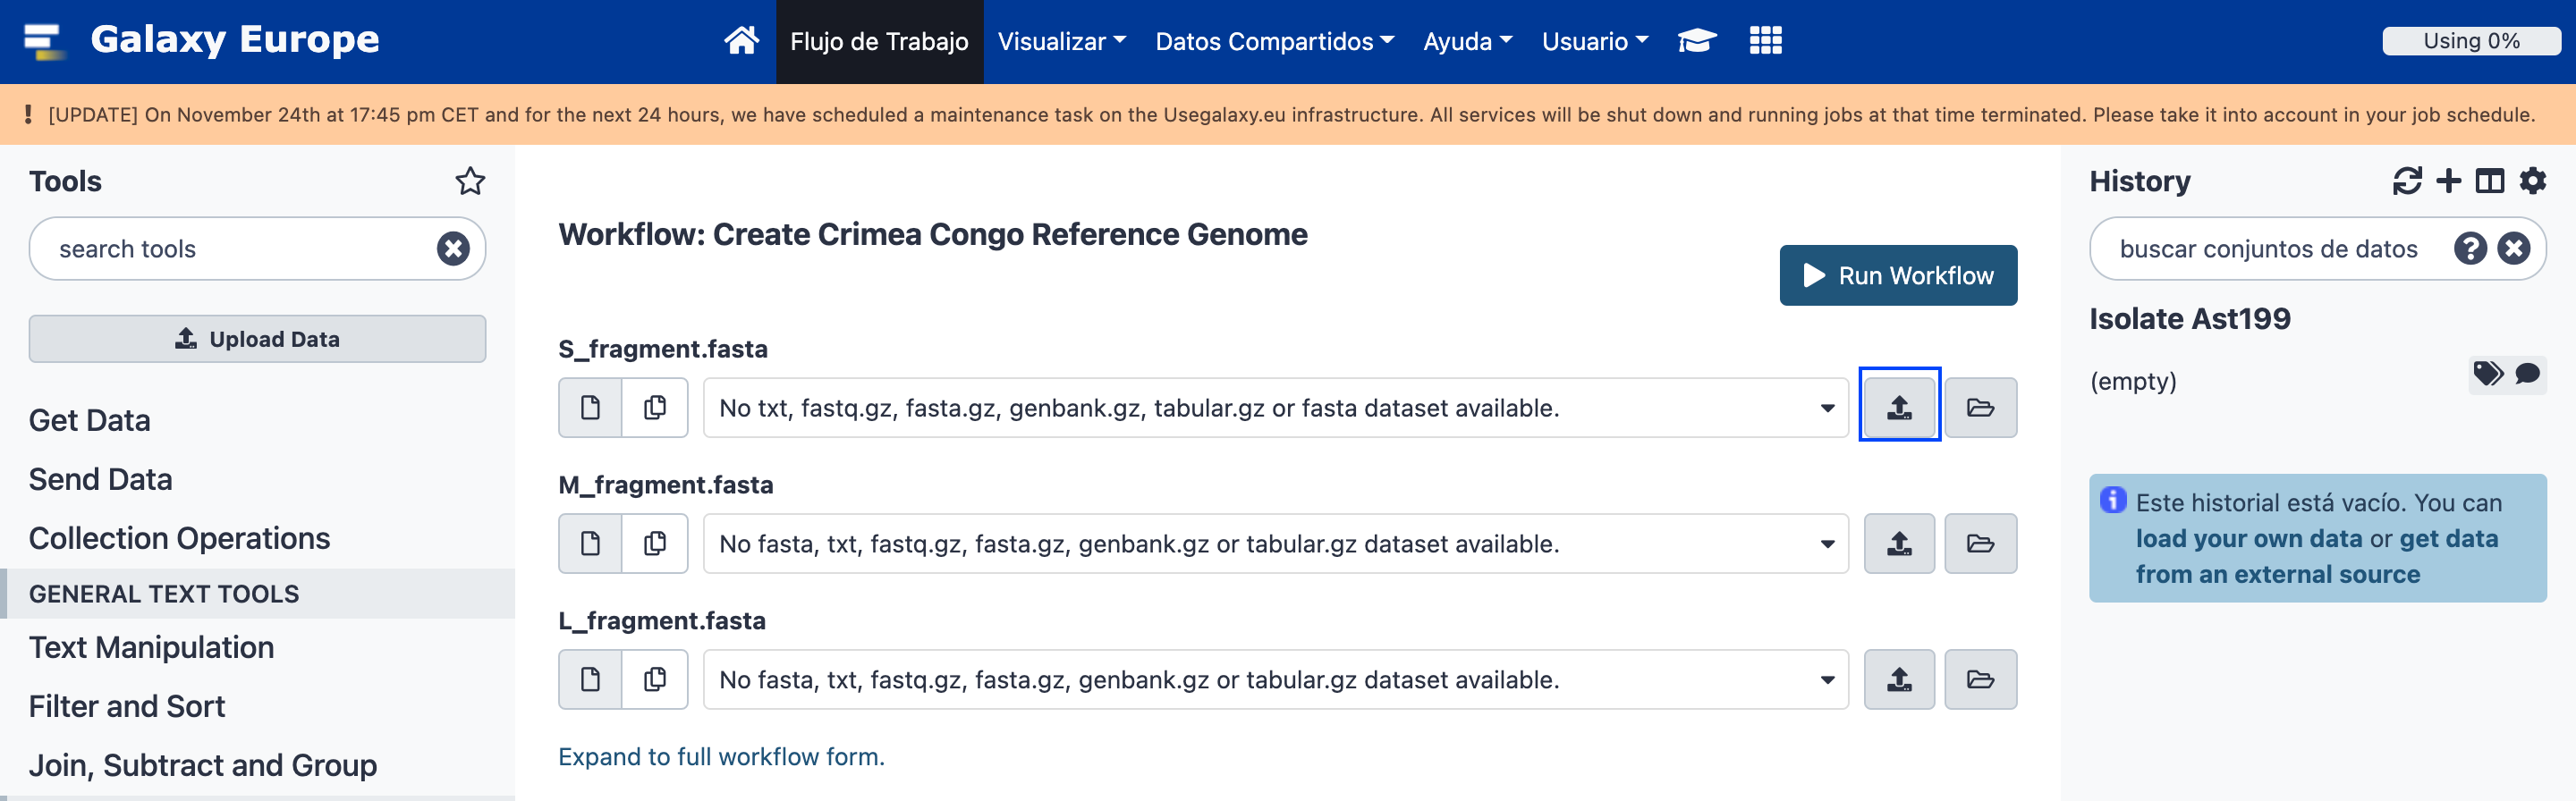 Galaxy Europe
Flujo de Trabajo
Visualizar
Datos Compartidos
Ayuda
Usuario
Using 0%
[UPDATE] On November 24th at 17:45 pm CET and for the next 24 hours, we have scheduled a maintenance task on the Usegalaxy.eu infrastructure. All services will be shut down and running jobs at that time terminated. Please take it into account in your job schedule.
Tools
search tools
Upload Data
Get Data
Send Data
Collection Operations
GENERAL TEXT TOOLS
Text Manipulation
Filter and Sort
Join, Subtract and Group
Workflow: Create Crimea Congo Reference Genome
Run Workflow
S_fragment.fasta
No txt, fastq.gz, fasta.gz, genbank.gz, tabular.gz or fasta dataset available.
M_fragment.fasta
No fasta, txt, fastq.gz, fasta.gz, genbank.gz or tabular.gz dataset available.
L_fragment.fasta
No fasta, txt, fastq.gz, fasta.gz, genbank.gz or tabular.gz dataset available.
Expand to full workflow form.
History
buscar conjuntos de datos
Isolate Ast199
(empty)
Este historial está vacío. You can
load your own data or get data
from an external source